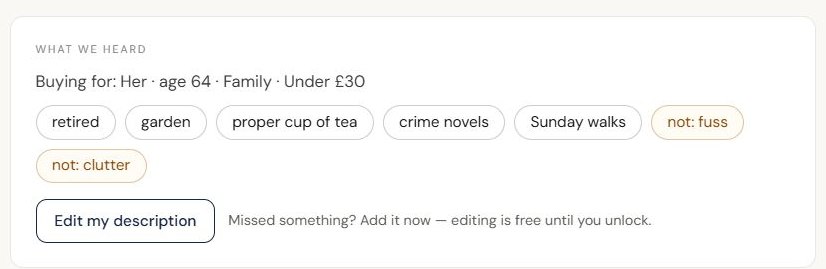 WHAT WE HEARD
Buying for: Her · age 64 · Family · Under £30
retired garden proper cup of tea crime novels Sunday walks not: fuss
not: clutter
Edit my description Missed something? Add it now — editing is free until you unlock.